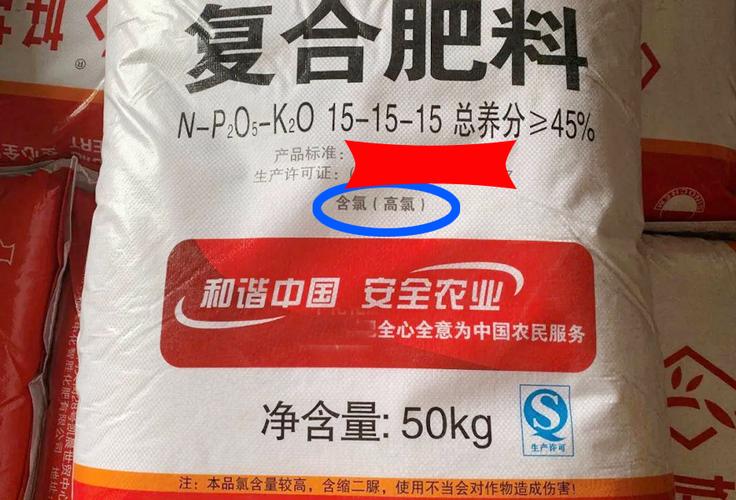 复合肥料
N-P₂O₅-K₂O 15-15-15 总养分≥45%
产品标准:
生产许可证:(
含氯(高氯)
和谐中国 安全农业
全心全意为中国农民服务
净含量: 50kg
生产许可
注:本品氯含量较高,含缩二脲,使用不当会对作物造成伤害!